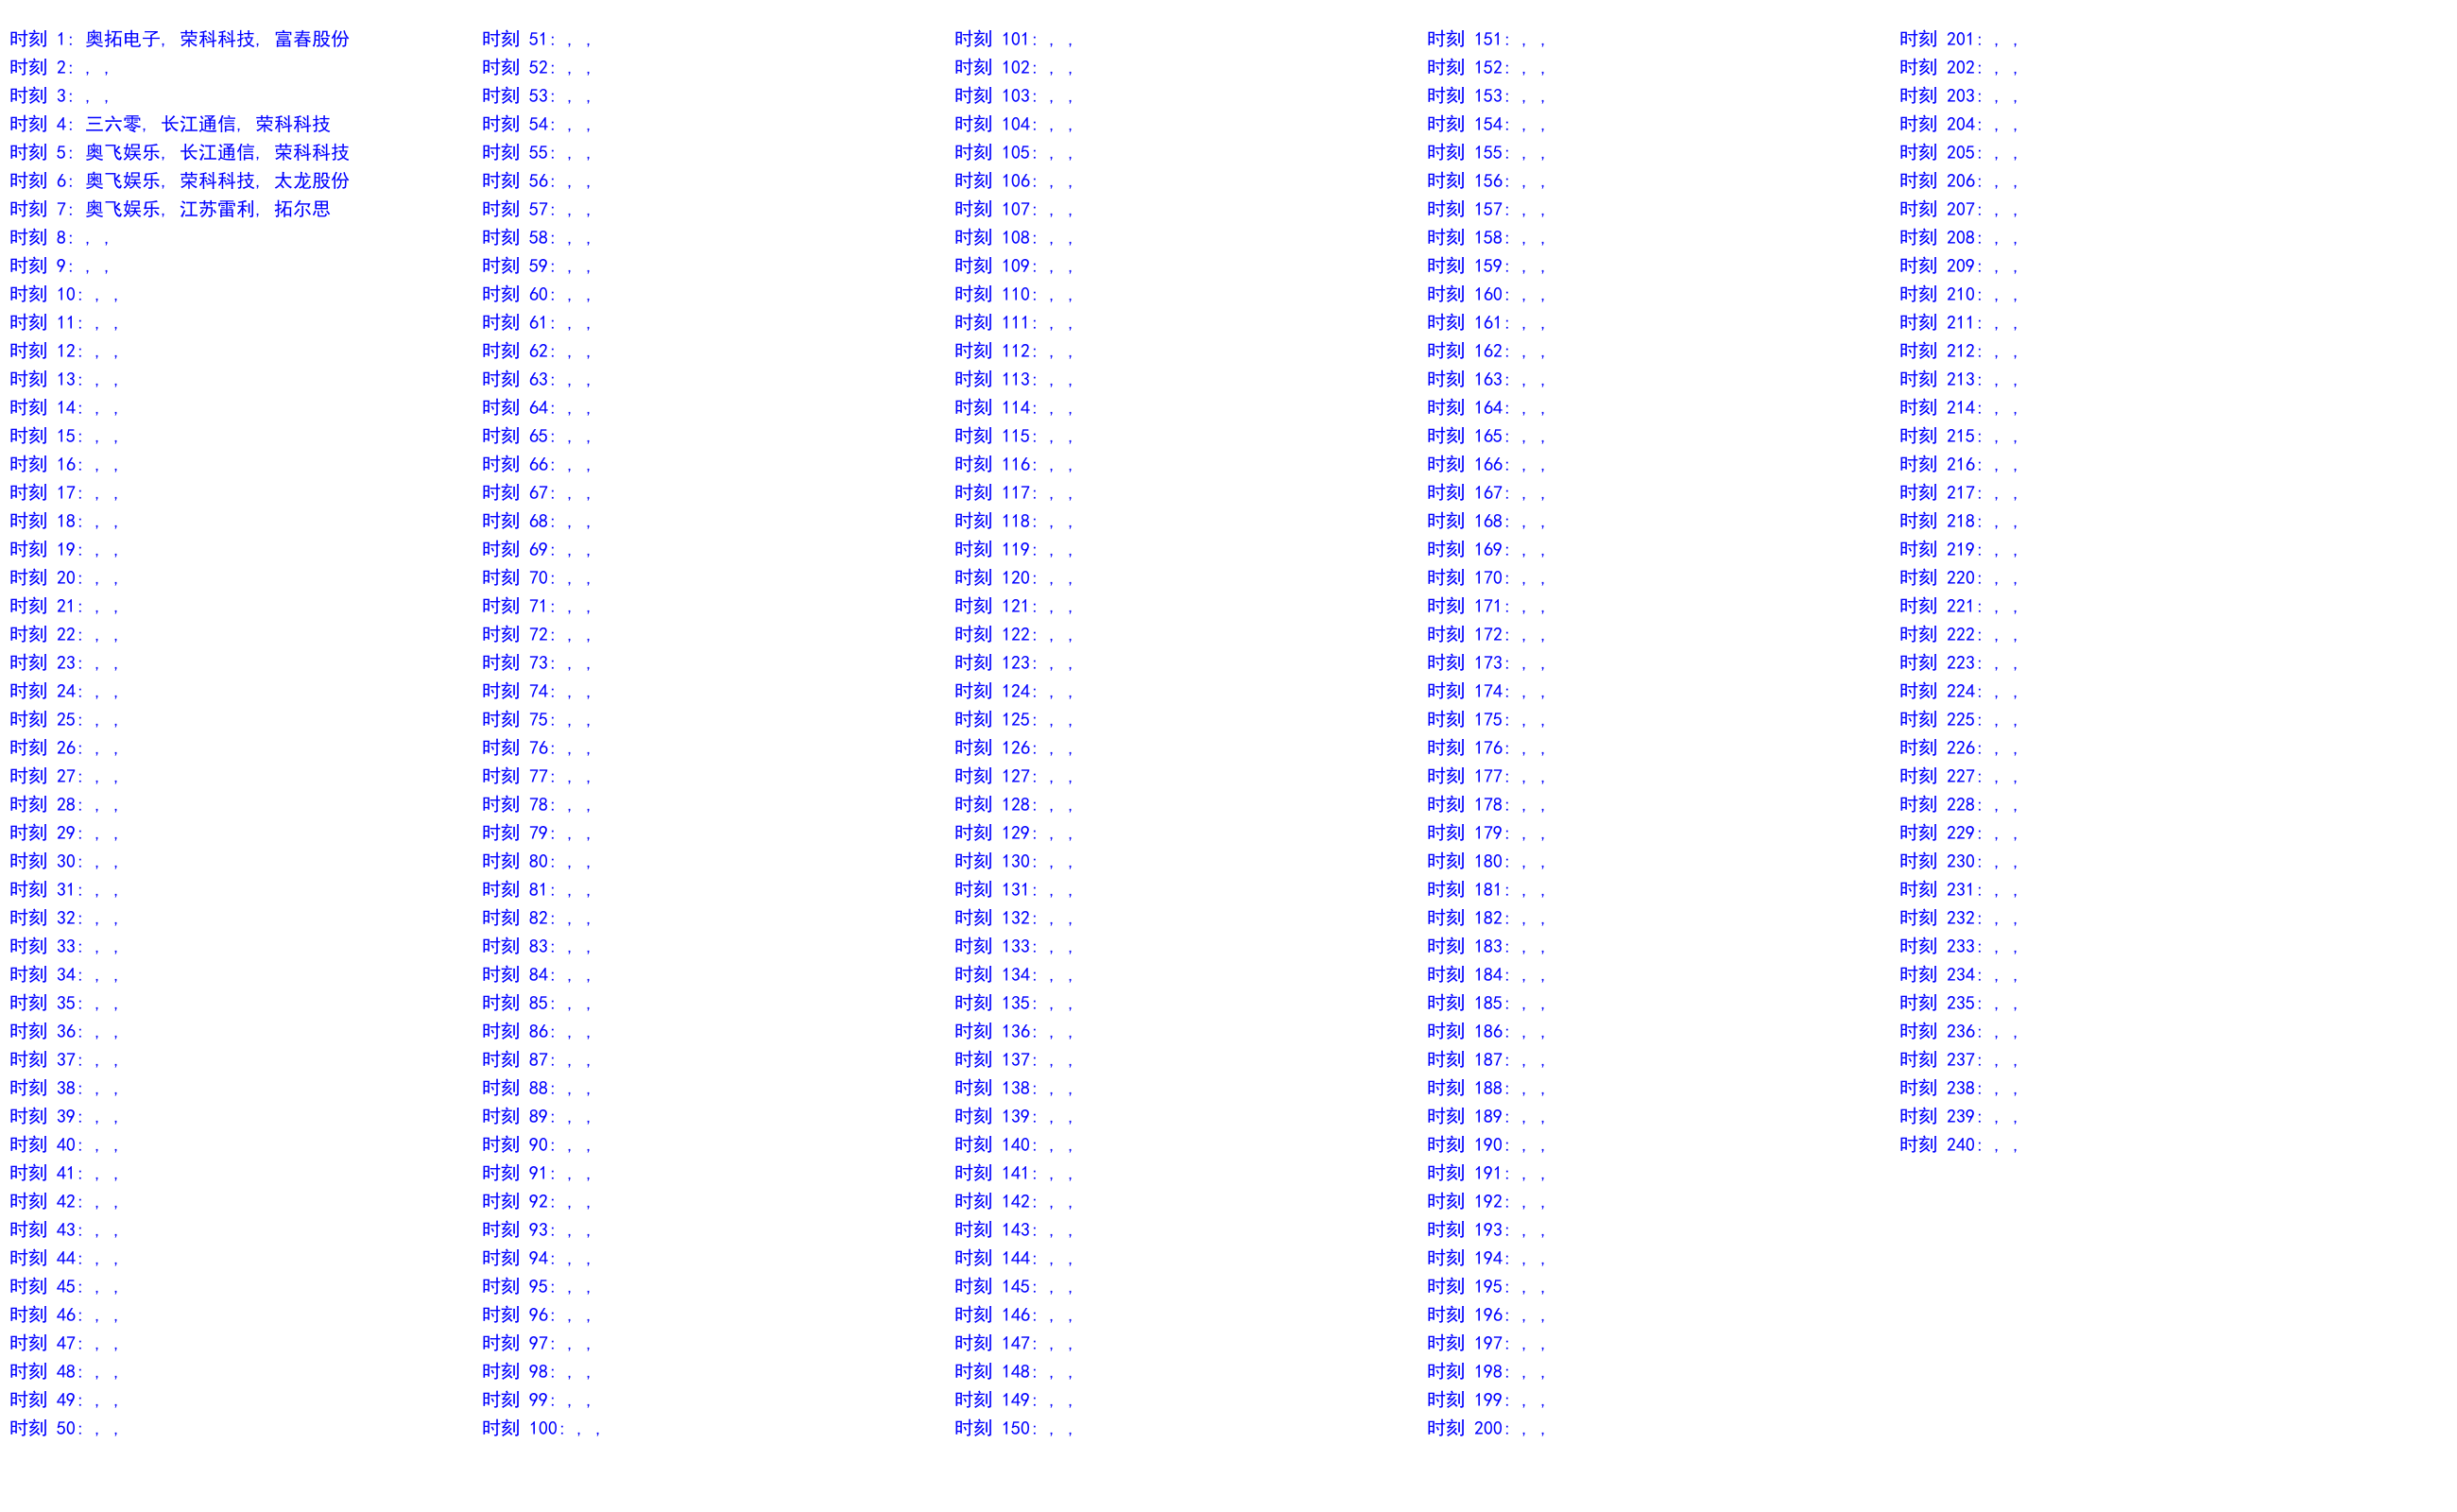 时刻 1: 奥拓电子, 荣科科技, 富春股份
时刻 2: , ,
时刻 3: , ,
时刻 4: 三六零, 长江通信, 荣科科技
时刻 5: 奥飞娱乐, 长江通信, 荣科科技
时刻 6: 奥飞娱乐, 荣科科技, 太龙股份
时刻 7: 奥飞娱乐, 江苏雷利, 拓尔思
时刻 8: , ,
时刻 9: , ,
时刻 10: , ,
时刻 11: , ,
时刻 12: , ,
时刻 13: , ,
时刻 14: , ,
时刻 15: , ,
时刻 16: , ,
时刻 17: , ,
时刻 18: , ,
时刻 19: , ,
时刻 20: , ,
时刻 21: , ,
时刻 22: , ,
时刻 23: , ,
时刻 24: , ,
时刻 25: , ,
时刻 26: , ,
时刻 27: , ,
时刻 28: , ,
时刻 29: , ,
时刻 30: , ,
时刻 31: , ,
时刻 32: , ,
时刻 33: , ,
时刻 34: , ,
时刻 35: , ,
时刻 36: , ,
时刻 37: , ,
时刻 38: , ,
时刻 39: , ,
时刻 40: , ,
时刻 41: , ,
时刻 42: , ,
时刻 43: , ,
时刻 44: , ,
时刻 45: , ,
时刻 46: , ,
时刻 47: , ,
时刻 48: , ,
时刻 49: , ,
时刻 50: , ,
时刻 51: , ,
时刻 52: , ,
时刻 53: , ,
时刻 54: , ,
时刻 55: , ,
时刻 56: , ,
时刻 57: , ,
时刻 58: , ,
时刻 59: , ,
时刻 60: , ,
时刻 61: , ,
时刻 62: , ,
时刻 63: , ,
时刻 64: , ,
时刻 65: , ,
时刻 66: , ,
时刻 67: , ,
时刻 68: , ,
时刻 69: , ,
时刻 70: , ,
时刻 71: , ,
时刻 72: , ,
时刻 73: , ,
时刻 74: , ,
时刻 75: , ,
时刻 76: , ,
时刻 77: , ,
时刻 78: , ,
时刻 79: , ,
时刻 80: , ,
时刻 81: , ,
时刻 82: , ,
时刻 83: , ,
时刻 84: , ,
时刻 85: , ,
时刻 86: , ,
时刻 87: , ,
时刻 88: , ,
时刻 89: , ,
时刻 90: , ,
时刻 91: , ,
时刻 92: , ,
时刻 93: , ,
时刻 94: , ,
时刻 95: , ,
时刻 96: , ,
时刻 97: , ,
时刻 98: , ,
时刻 99: , ,
时刻 100: , ,
时刻 101: , ,
时刻 102: , ,
时刻 103: , ,
时刻 104: , ,
时刻 105: , ,
时刻 106: , ,
时刻 107: , ,
时刻 108: , ,
时刻 109: , ,
时刻 110: , ,
时刻 111: , ,
时刻 112: , ,
时刻 113: , ,
时刻 114: , ,
时刻 115: , ,
时刻 116: , ,
时刻 117: , ,
时刻 118: , ,
时刻 119: , ,
时刻 120: , ,
时刻 121: , ,
时刻 122: , ,
时刻 123: , ,
时刻 124: , ,
时刻 125: , ,
时刻 126: , ,
时刻 127: , ,
时刻 128: , ,
时刻 129: , ,
时刻 130: , ,
时刻 131: , ,
时刻 132: , ,
时刻 133: , ,
时刻 134: , ,
时刻 135: , ,
时刻 136: , ,
时刻 137: , ,
时刻 138: , ,
时刻 139: , ,
时刻 140: , ,
时刻 141: , ,
时刻 142: , ,
时刻 143: , ,
时刻 144: , ,
时刻 145: , ,
时刻 146: , ,
时刻 147: , ,
时刻 148: , ,
时刻 149: , ,
时刻 150: , ,
时刻 151: , ,
时刻 152: , ,
时刻 153: , ,
时刻 154: , ,
时刻 155: , ,
时刻 156: , ,
时刻 157: , ,
时刻 158: , ,
时刻 159: , ,
时刻 160: , ,
时刻 161: , ,
时刻 162: , ,
时刻 163: , ,
时刻 164: , ,
时刻 165: , ,
时刻 166: , ,
时刻 167: , ,
时刻 168: , ,
时刻 169: , ,
时刻 170: , ,
时刻 171: , ,
时刻 172: , ,
时刻 173: , ,
时刻 174: , ,
时刻 175: , ,
时刻 176: , ,
时刻 177: , ,
时刻 178: , ,
时刻 179: , ,
时刻 180: , ,
时刻 181: , ,
时刻 182: , ,
时刻 183: , ,
时刻 184: , ,
时刻 185: , ,
时刻 186: , ,
时刻 187: , ,
时刻 188: , ,
时刻 189: , ,
时刻 190: , ,
时刻 191: , ,
时刻 192: , ,
时刻 193: , ,
时刻 194: , ,
时刻 195: , ,
时刻 196: , ,
时刻 197: , ,
时刻 198: , ,
时刻 199: , ,
时刻 200: , ,
时刻 201: , ,
时刻 202: , ,
时刻 203: , ,
时刻 204: , ,
时刻 205: , ,
时刻 206: , ,
时刻 207: , ,
时刻 208: , ,
时刻 209: , ,
时刻 210: , ,
时刻 211: , ,
时刻 212: , ,
时刻 213: , ,
时刻 214: , ,
时刻 215: , ,
时刻 216: , ,
时刻 217: , ,
时刻 218: , ,
时刻 219: , ,
时刻 220: , ,
时刻 221: , ,
时刻 222: , ,
时刻 223: , ,
时刻 224: , ,
时刻 225: , ,
时刻 226: , ,
时刻 227: , ,
时刻 228: , ,
时刻 229: , ,
时刻 230: , ,
时刻 231: , ,
时刻 232: , ,
时刻 233: , ,
时刻 234: , ,
时刻 235: , ,
时刻 236: , ,
时刻 237: , ,
时刻 238: , ,
时刻 239: , ,
时刻 240: , ,